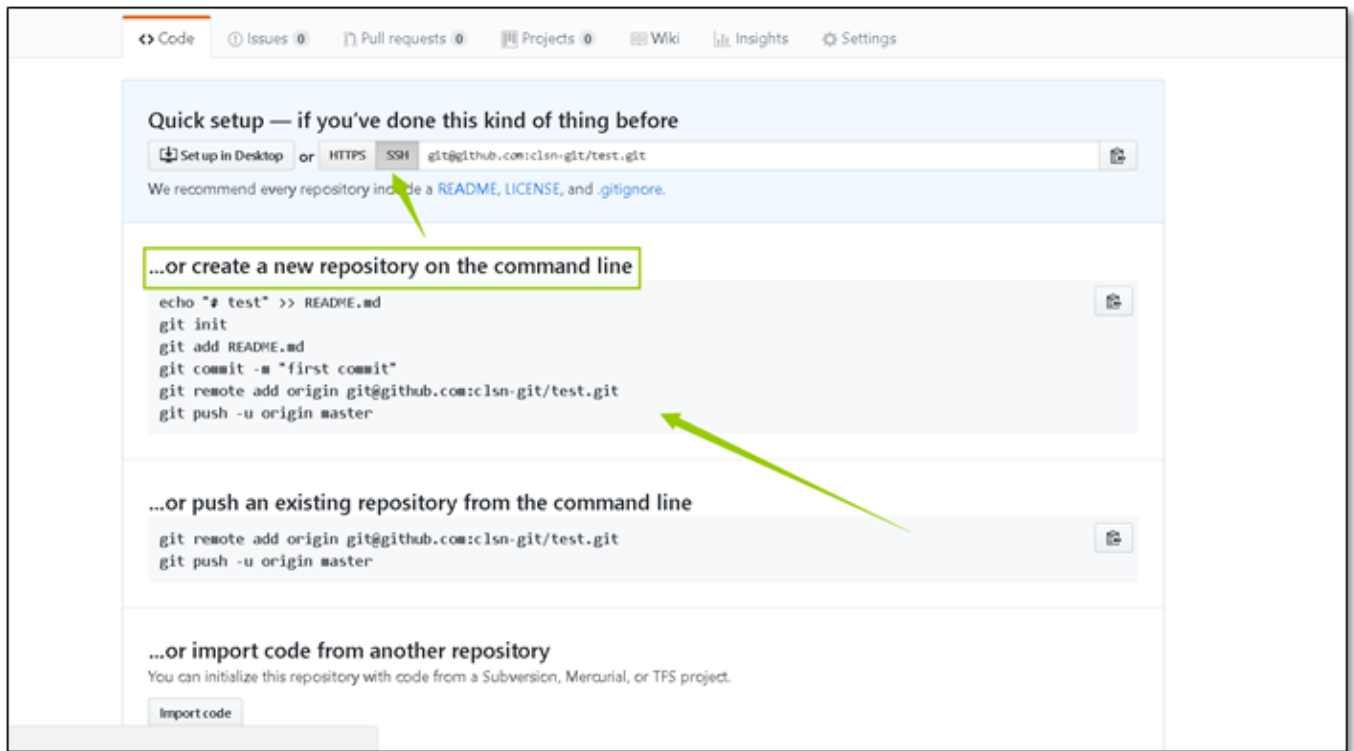 Code Issues 0 Pull requests 0 Projects 0 Wiki Insights Settings
Quick setup — if you've done this kind of thing before
Set up in Desktop or HTTPS SSH git@github.com:clsn-git/test.git
We recommend every repository include a README, LICENSE, and .gitignore.
...or create a new repository on the command line
echo "# test" >> README.md
git init
git add README.md
git commit -m "first commit"
git remote add origin git@github.com:clsn-git/test.git
git push -u origin master
...or push an existing repository from the command line
git remote add origin git@github.com:clsn-git/test.git
git push -u origin master
...or import code from another repository
You can initialize this repository with code from a Subversion, Mercurial, or TFS project.
Import code